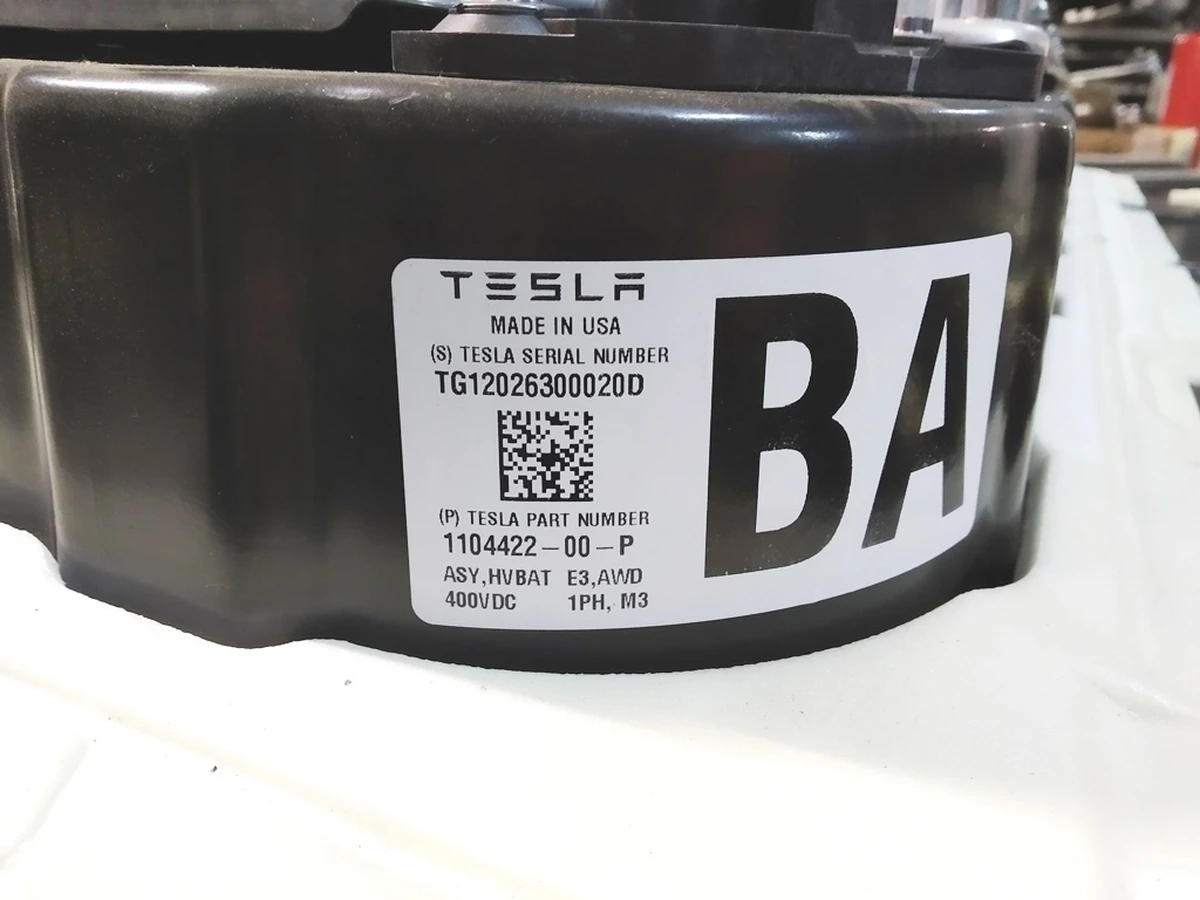 TESLA
MADE IN USA
(S) TESLA SERIAL NUMBER
TG12026300020D
(P) TESLA PART NUMBER
1104422-00-P
ASY,HVBAT E3,AWD
400VDC 1PH, M3
BA